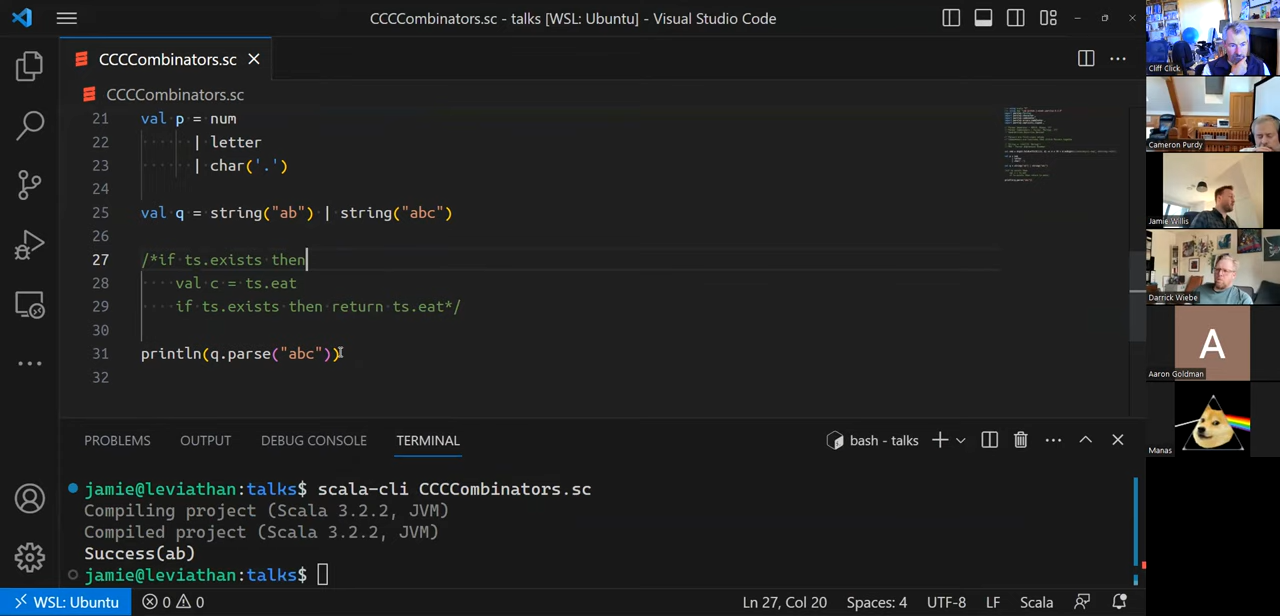 CCCCombinators.sc - talks [WSL: Ubuntu] - Visual Studio Code
CCCCombinators.sc
CCCCombinators.sc
21 val p = num
22 | letter
23 | char('.')
24
25 val q = string("ab") | string("abc")
26
27 /*if ts.exists then
28 val c = ts.eat
29 if ts.exists then return ts.eat*/
30
31 println(q.parse("abc"))
32
PROBLEMS OUTPUT DEBUG CONSOLE TERMINAL bash - talks
jamie@leviathan:talks$ scala-cli CCCCombinators.sc
Compiling project (Scala 3.2.2, JVM)
Compiled project (Scala 3.2.2, JVM)
Success(ab)
jamie@leviathan:talks$
WSL: Ubuntu 0 0 Ln 27, Col 20 Spaces: 4 UTF-8 LF Scala
Cliff Click
Cameron Purdy
Jamie Willis
Darrick Wiebe
A
Aaron Goldman
Manas